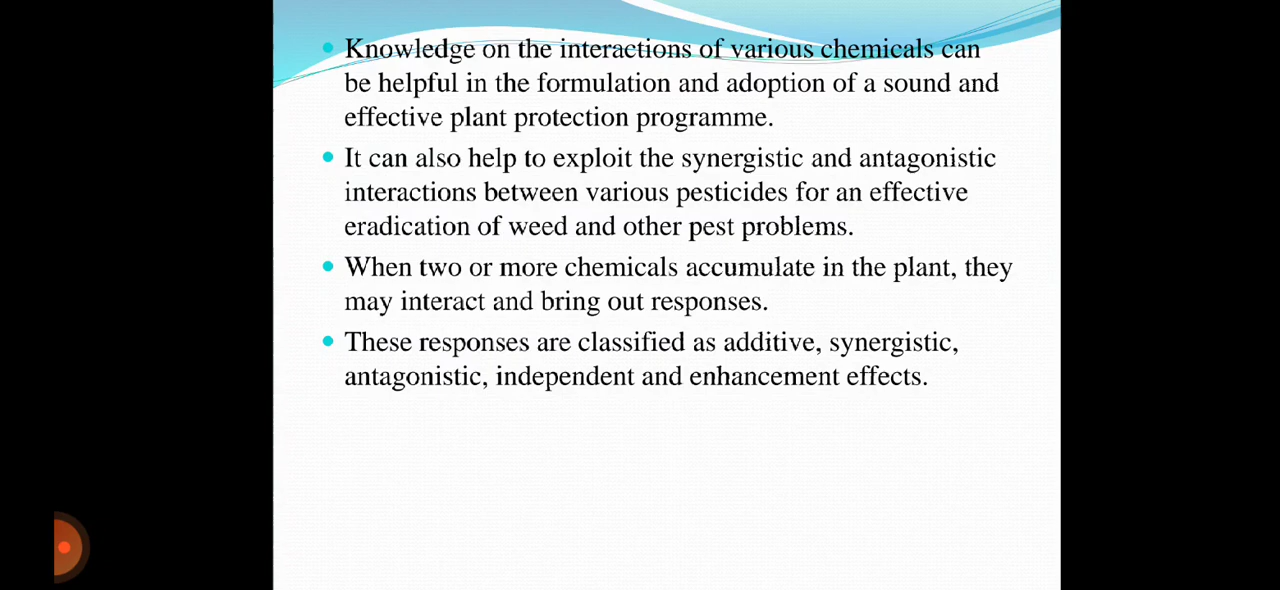 Knowledge on the interactions of various chemicals can
be helpful in the formulation and adoption of a sound and
effective plant protection programme.
It can also help to exploit the synergistic and antagonistic
interactions between various pesticides for an effective
eradication of weed and other pest problems.
When two or more chemicals accumulate in the plant, they
may interact and bring out responses.
These responses are classified as additive, synergistic,
antagonistic, independent and enhancement effects.